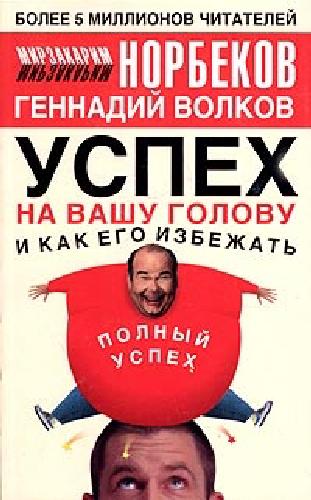 БОЛЕЕ 5 МИЛЛИОНОВ ЧИТАТЕЛЕЙ
МИРЗАКАРИМ
НОРБЕКОВ
ГЕННАДИЙ ВОЛКОВ
УСПЕХ
НА ВАШУ ГОЛОВУ
И КАК ЕГО ИЗБЕЖАТЬ
ПОЛНЫЙ
УСПЕХ